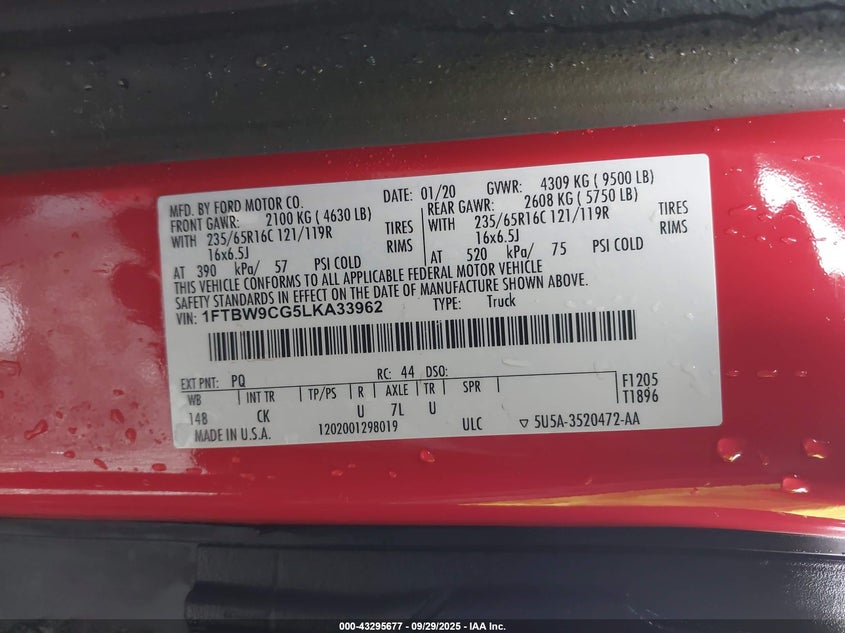 MFD. BY FORD MOTOR CO. DATE: 01/20 GVWR: 4309 KG ( 9500 LB)
FRONT GAWR: 2100 KG ( 4630 LB) REAR GAWR: 2608 KG ( 5750 LB)
WITH 235/65R16C 121/119R TIRES WITH 235/65R16C 121/119R TIRES
16x6.5J RIMS 16x6.5J RIMS
AT 390 kPa/ 57 PSI COLD AT 520 kPa/ 75 PSI COLD
THIS VEHICLE CONFORMS TO ALL APPLICABLE FEDERAL MOTOR VEHICLE
SAFETY STANDARDS IN EFFECT ON THE DATE OF MANUFACTURE SHOWN ABOVE.
VIN: 1FTBW9CG5LKA33962 TYPE: Truck
EXT PNT: PQ RC: 44 DSO:
WB INT TR TP/PS R AXLE TR SPR F1205
148 CK U 7L U T1896
MADE IN U.S.A. 1202001298019 ULC ▽ 5U5A-3520472-AA
000-43295677 - 09/29/2025 - IAA Inc.